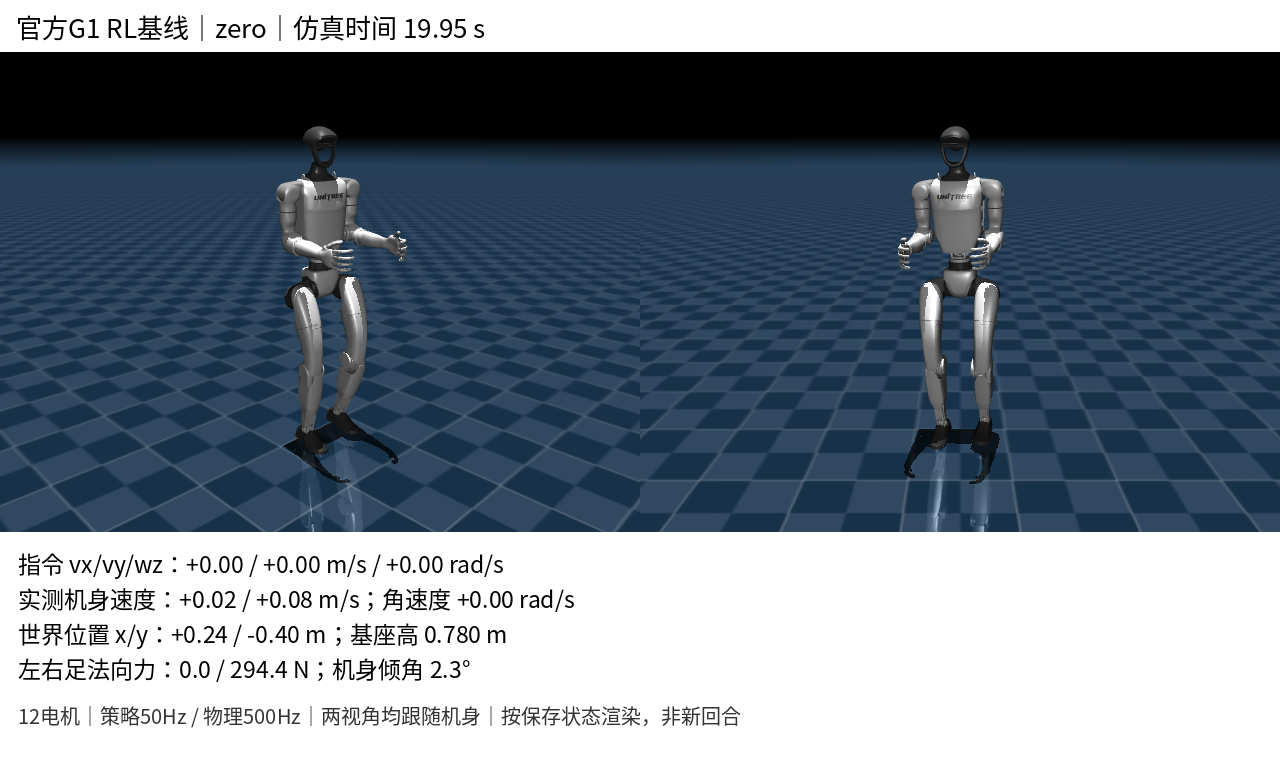 官方G1 RL基线｜zero｜仿真时间 19.95 s
UNITREE
UNITREE
指令 vx/vy/wz：+0.00 / +0.00 m/s / +0.00 rad/s
实测机身速度：+0.02 / +0.08 m/s；角速度 +0.00 rad/s
世界位置 x/y：+0.24 / -0.40 m；基座高 0.780 m
左右足法向力：0.0 / 294.4 N；机身倾角 2.3°
12电机｜策略50Hz / 物理500Hz｜两视角均跟随机身｜按保存状态渲染，非新回合